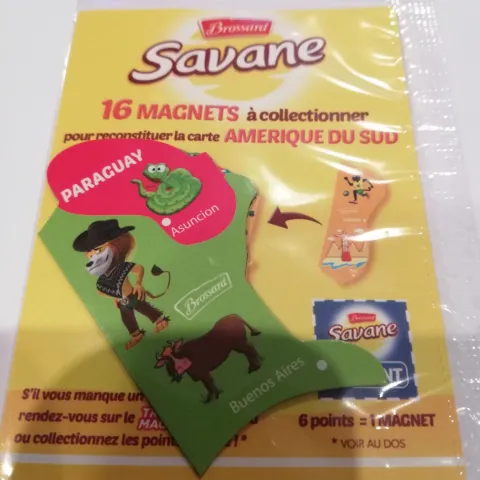 Brossard
Savane
16 MAGNETS à collectionner
pour reconstituer la carte AMERIQUE DU SUD
PARAGUAY
Asuncion
Brossard
Buenos Aires
Brossard
Savane
S'il vous manque un
rendez-vous sur le
ou collectionnez les
6 points = 1 MAGNET
* VOIR AU DOS